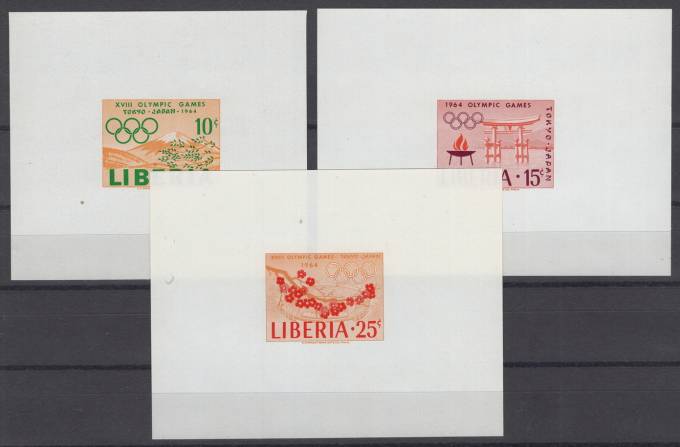 XVIII OLYMPIC GAMES
TOKYO - JAPAN - 1964
10¢
LIBERIA
1964 OLYMPIC GAMES
TOKYO-JAPAN
A · 15¢
XVIII OLYMPIC GAMES - TOKYO-JAPAN
1964
LIBERIA · 25¢